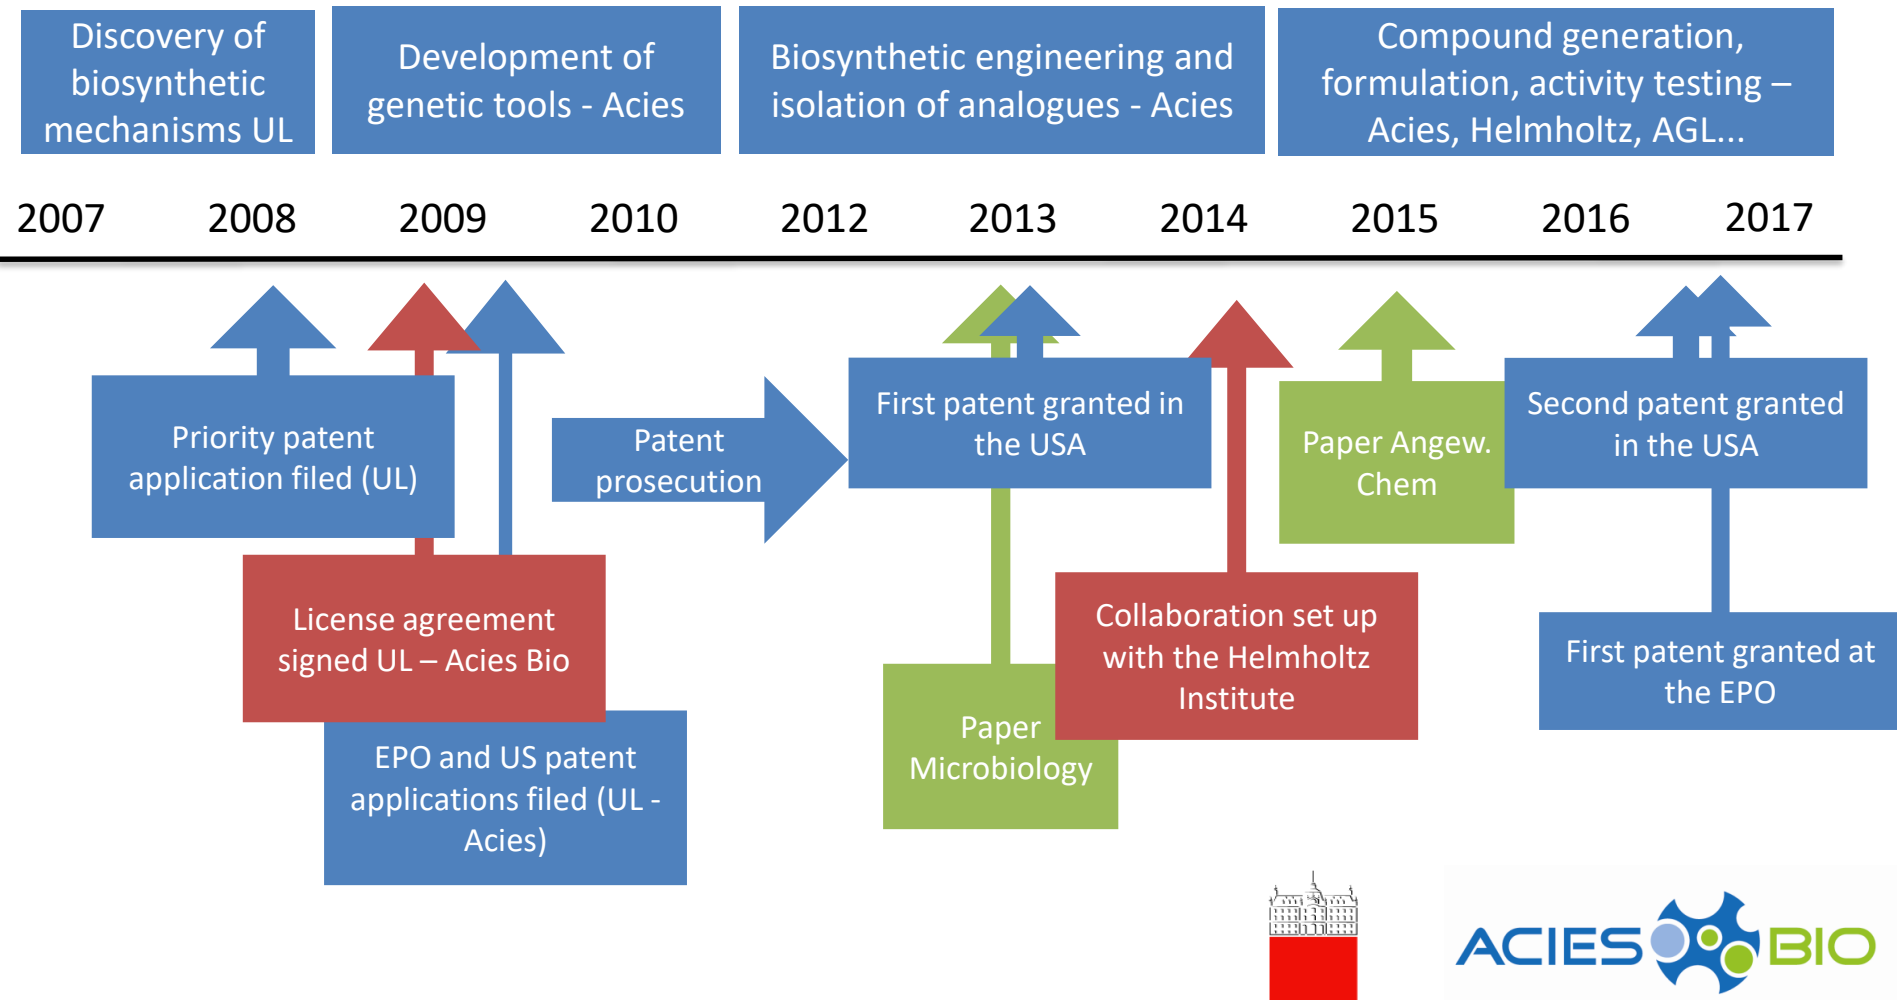 Discovery of
biosynthetic
mechanisms UL
Development of
genetic tools - Acies
Biosynthetic engineering and
isolation of analogues - Acies
Compound generation,
formulation, activity testing –
Acies, Helmholtz, AGL...
2007 2008 2009 2010 2012 2013 2014 2015 2016 2017
Priority patent
application filed (UL)
License agreement
signed UL – Acies Bio
EPO and US patent
applications filed (UL -
Acies)
Patent
prosecution
First patent granted in
the USA
Paper
Microbiology
Collaboration set up
with the Helmholtz
Institute
Paper Angew.
Chem
Second patent granted
in the USA
First patent granted at
the EPO
ACIES BIO